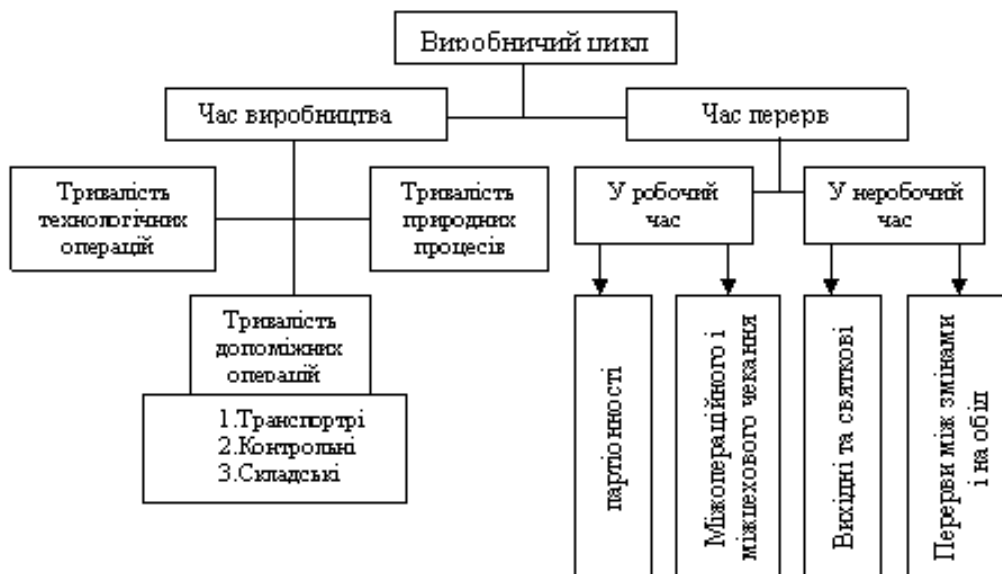 Виробничий цикл
Час виробництва
Час перерв
Тривалість
технологічних
операцій
Тривалість
природних
процесів
У робочий
час
У неробочий
час
Тривалість
допоміжних
операцій
1.Транспортрі
2.Контрольні
3.Складські
партіонності
Міжопераційного і
міжцехового чекання
Вихідні та святкові
Перерви між змінами
і на обід